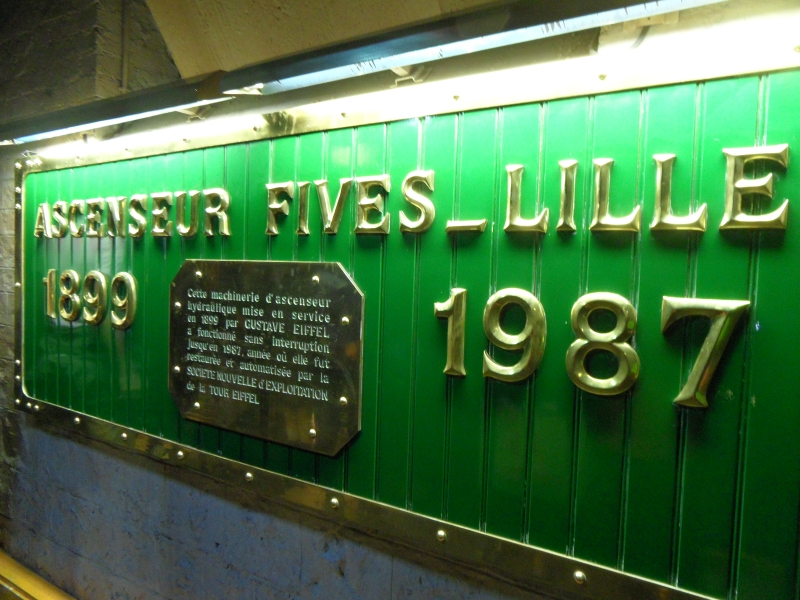 ASCENSEUR FIVES_LILLE
1899
Cette machinerie d'ascenseur
hydraulique mise en service
en 1899 par GUSTAVE EIFFEL
a fonctionné sans interruption
jusqu'en 1987, année où elle fut
restaurée et automatisée par la
SOCIETE NOUVELLE d'EXPLOITATION
de la TOUR EIFFEL
1987